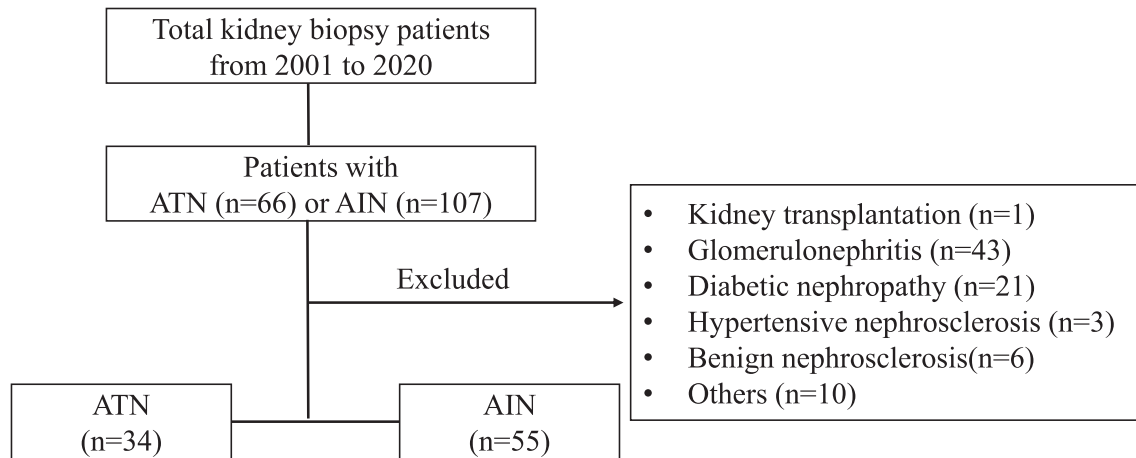 Total kidney biopsy patients
from 2001 to 2020
Patients with
ATN (n=66) or AIN (n=107)
Excluded
• Kidney transplantation (n=1)
• Glomerulonephritis (n=43)
• Diabetic nephropathy (n=21)
• Hypertensive nephrosclerosis (n=3)
• Benign nephrosclerosis(n=6)
• Others (n=10)
ATN
(n=34)
AIN
(n=55)